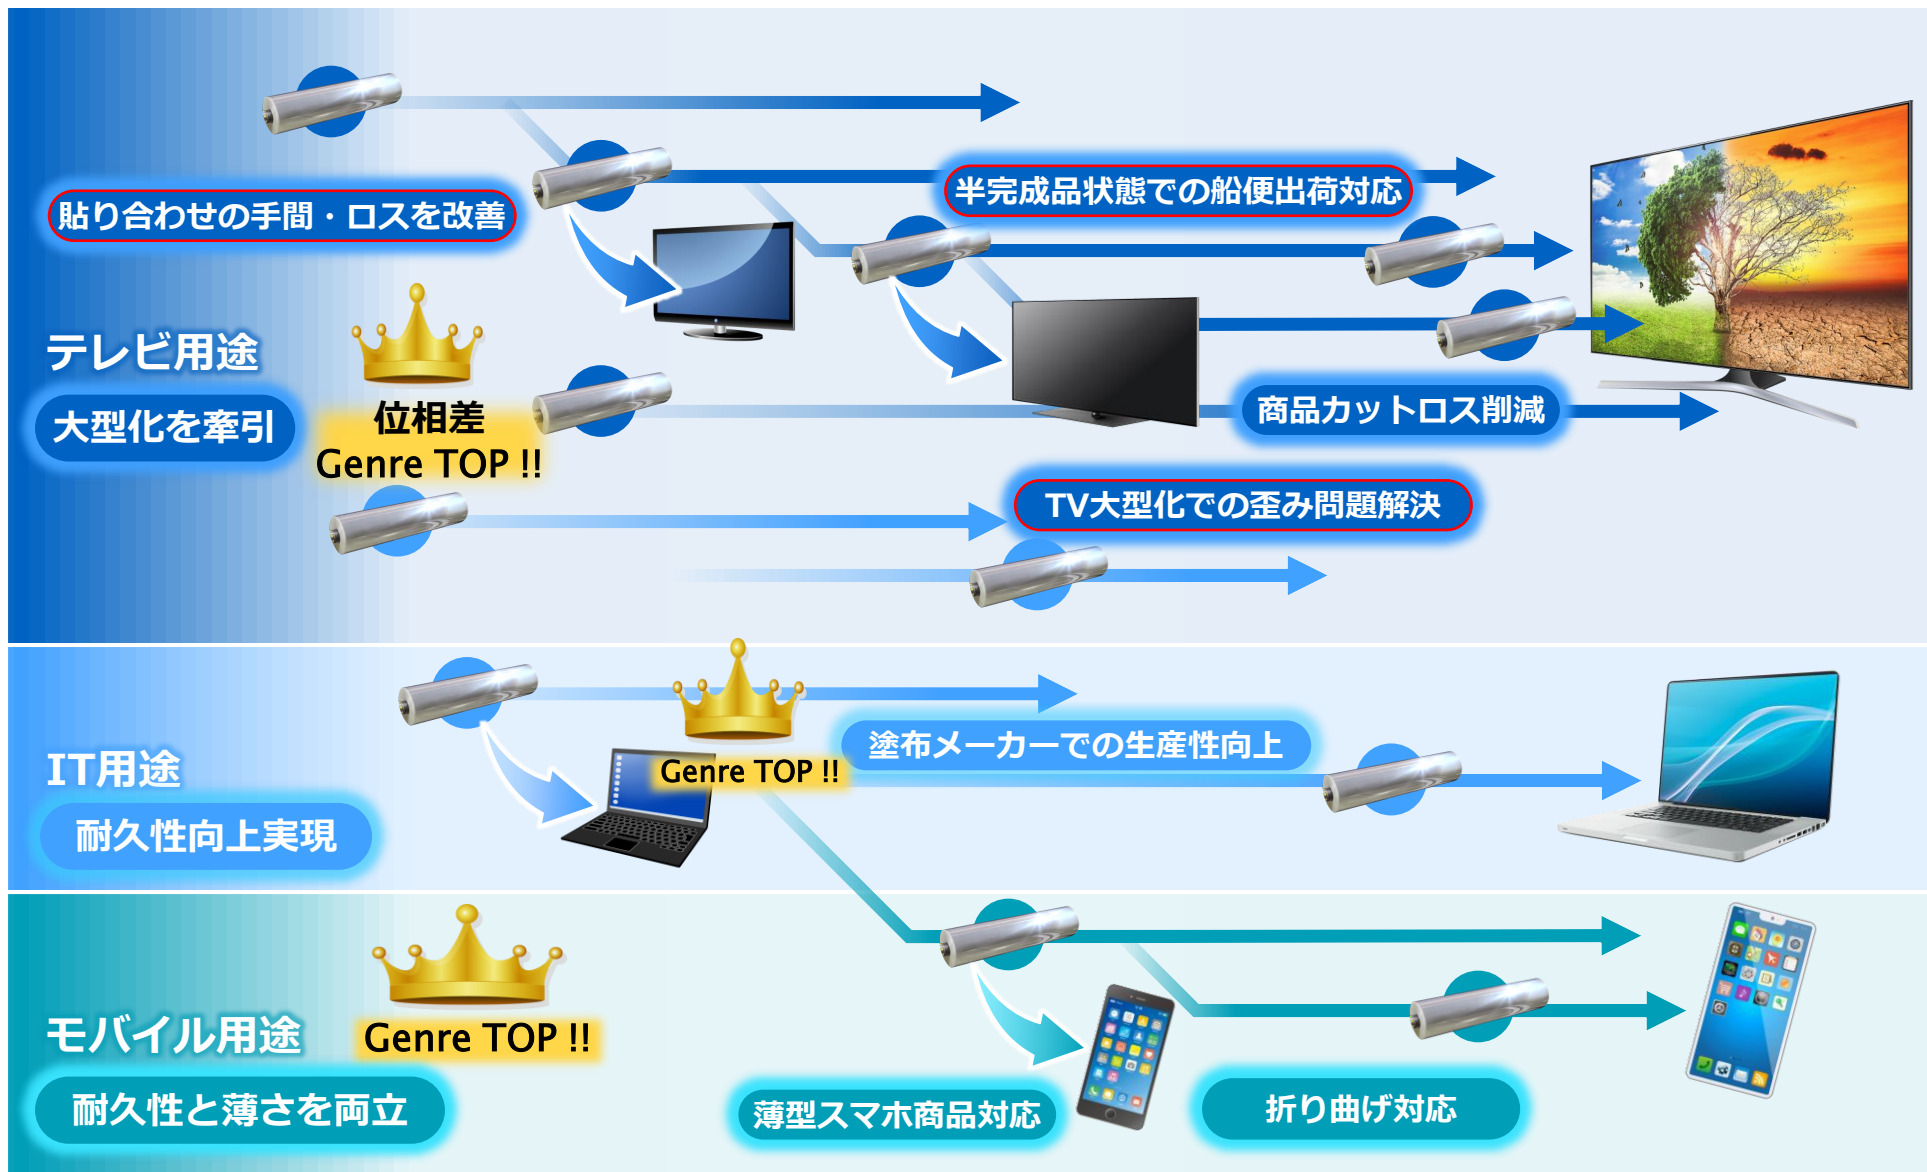 半完成品状態での船便出荷対応
貼り合わせの手間・ロスを改善
テレビ用途
大型化を牽引
位相差
Genre TOP !!
商品カットロス削減
TV大型化での歪み問題解決
IT用途
耐久性向上実現
Genre TOP !!
塗布メーカーでの生産性向上
モバイル用途
耐久性と薄さを両立
Genre TOP !!
薄型スマホ商品対応
折り曲げ対応